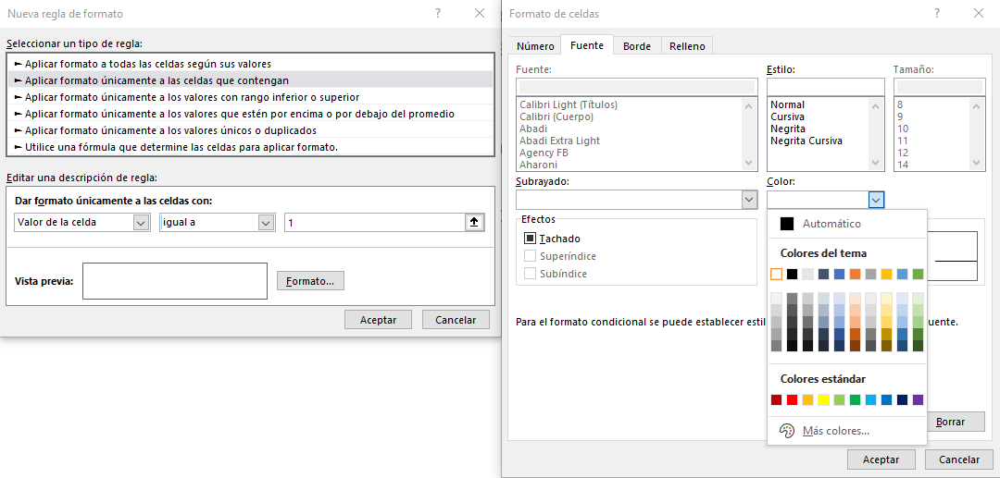 Nueva regla de formato
?
Seleccionar un tipo de regla:
► Aplicar formato a todas las celdas según sus valores
► Aplicar formato únicamente a las celdas que contengan
► Aplicar formato únicamente a los valores con rango inferior o superior
► Aplicar formato únicamente a los valores que estén por encima o por debajo del promedio
► Aplicar formato únicamente a los valores únicos o duplicados
► Utilice una fórmula que determine las celdas para aplicar formato.
Editar una descripción de regla:
Dar formato únicamente a las celdas con:
Valor de la celda igual a 1
Vista previa: Formato...
Aceptar Cancelar
Formato de celdas
?
Número Fuente Borde Relleno
Fuente: Estilo: Tamaño:
Calibri Light (Títulos) Normal 8
Calibri (Cuerpo) Cursiva 9
Abadi Negrita 10
Abadi Extra Light Negrita Cursiva 11
Agency FB 12
Aharoni 14
Subrayado: Color:
Efectos
Tachado
Superíndice
Subíndice
Automático
Colores del tema
Para el formato condicional se puede establecer estil uente.
Colores estándar
Más colores...
Borrar
Aceptar Cancelar